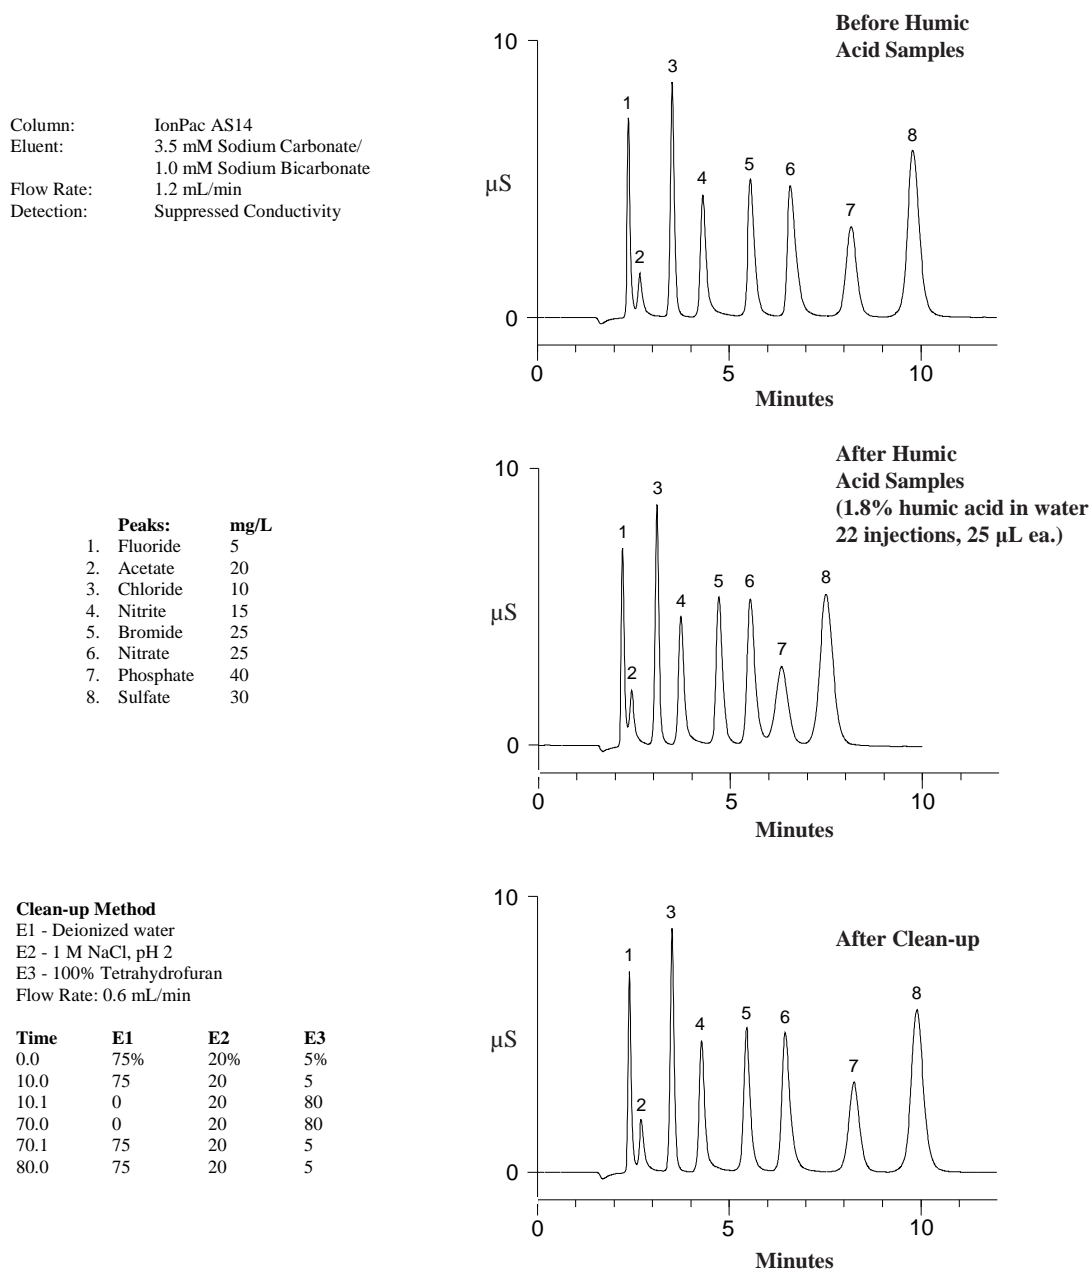 Before Humic
Acid Samples
Column: IonPac AS14
Eluent: 3.5 mM Sodium Carbonate/
1.0 mM Sodium Bicarbonate
Flow Rate: 1.2 mL/min
Detection: Suppressed Conductivity
10
µS
0
1
2
3
4
5
6
7
8
0 5 10
Minutes
After Humic
Acid Samples
(1.8% humic acid in water
22 injections, 25 µL ea.)
Peaks: mg/L
1. Fluoride 5
2. Acetate 20
3. Chloride 10
4. Nitrite 15
5. Bromide 25
6. Nitrate 25
7. Phosphate 40
8. Sulfate 30
10
µS
0
1
2
3
4
5
6
7
8
0 5 10
Minutes
Clean-up Method
E1 - Deionized water
E2 - 1 M NaCl, pH 2
E3 - 100% Tetrahydrofuran
Flow Rate: 0.6 mL/min
Time E1 E2 E3
0.0 75% 20% 5%
10.0 75 20 5
10.1 0 20 80
70.0 0 20 80
70.1 75 20 5
80.0 75 20 5
After Clean-up
10
µS
0
1
2
3
4
5
6
7
8
0 5 10
Minutes